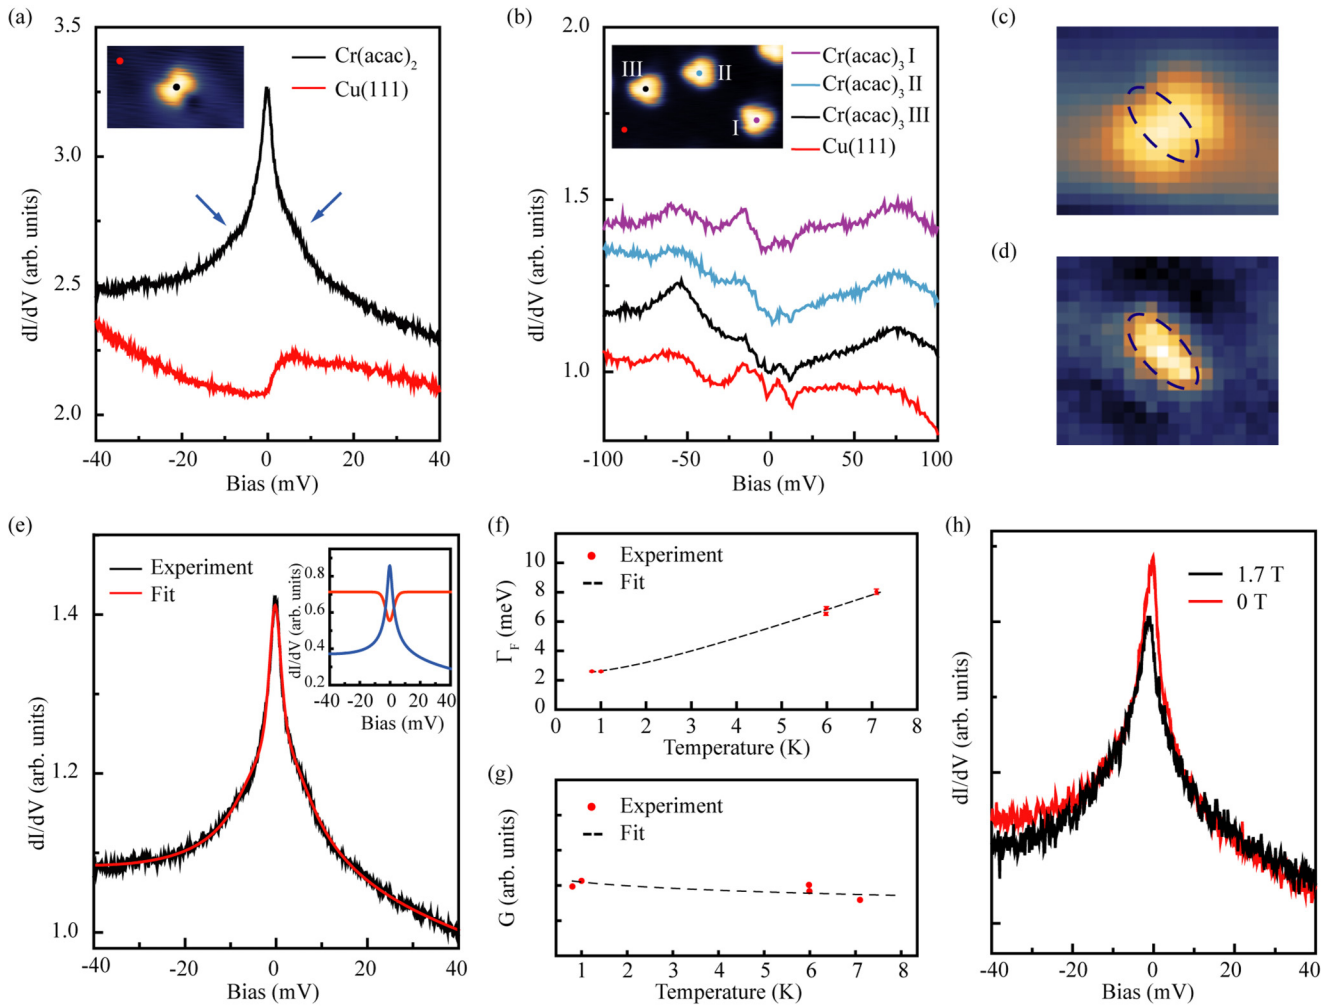 (a)
3.5
3.0
2.5
2.0
dI/dV (arb. units)
Cr(acac)₂
Cu(111)
-40 -20 0 20 40
Bias (mV)
(b)
2.0
1.5
1.0
dI/dV (arb. units)
III
II
I
Cr(acac)₃ I
Cr(acac)₃ II
Cr(acac)₃ III
Cu(111)
-100 -50 0 50 100
Bias (mV)
(c)
(d)
(e)
1.4
1.2
1.0
dI/dV (arb. units)
Experiment
Fit
0.8
0.6
0.4
0.2
dI/dV (arb. units)
-40 -20 0 20 40
Bias (mV)
-40 -20 0 20 40
Bias (mV)
(f)
10
8
6
4
2
0
Γ_F (meV)
Experiment
Fit
1 2 3 4 5 6 7 8
Temperature (K)
(g)
G (arb. units)
Experiment
Fit
1 2 3 4 5 6 7 8
Temperature (K)
(h)
dI/dV (arb. units)
1.7 T
0 T
-40 -20 0 20 40
Bias (mV)